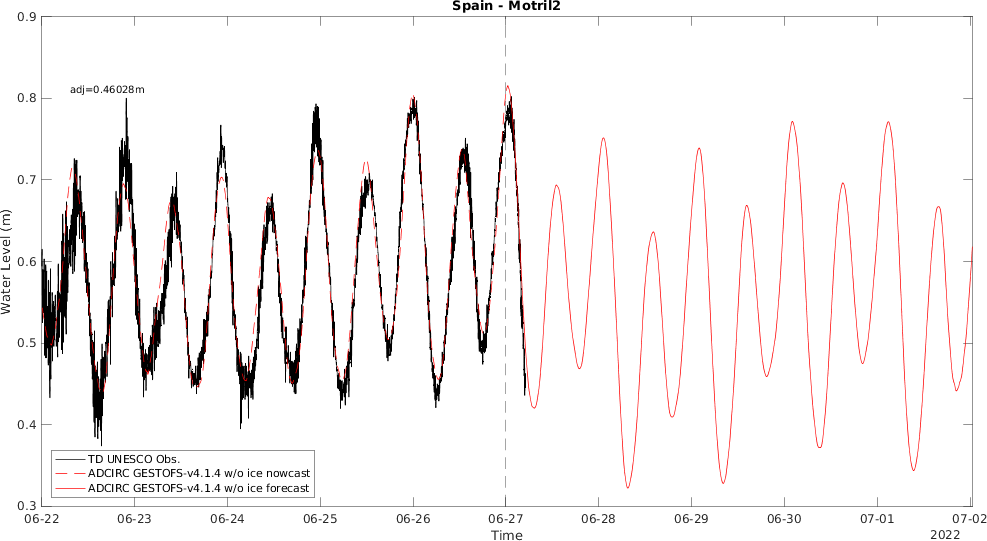 Spain - Motril2
0.9
0.8
0.7
0.6
0.5
0.4
0.3
Water Level (m)
adj=0.46028m
TD UNESCO Obs.
ADCIRC GESTOFS-v4.1.4 w/o ice nowcast
ADCIRC GESTOFS-v4.1.4 w/o ice forecast
06-22 06-23 06-24 06-25 06-26 06-27 06-28 06-29 06-30 07-01 07-02
Time
2022